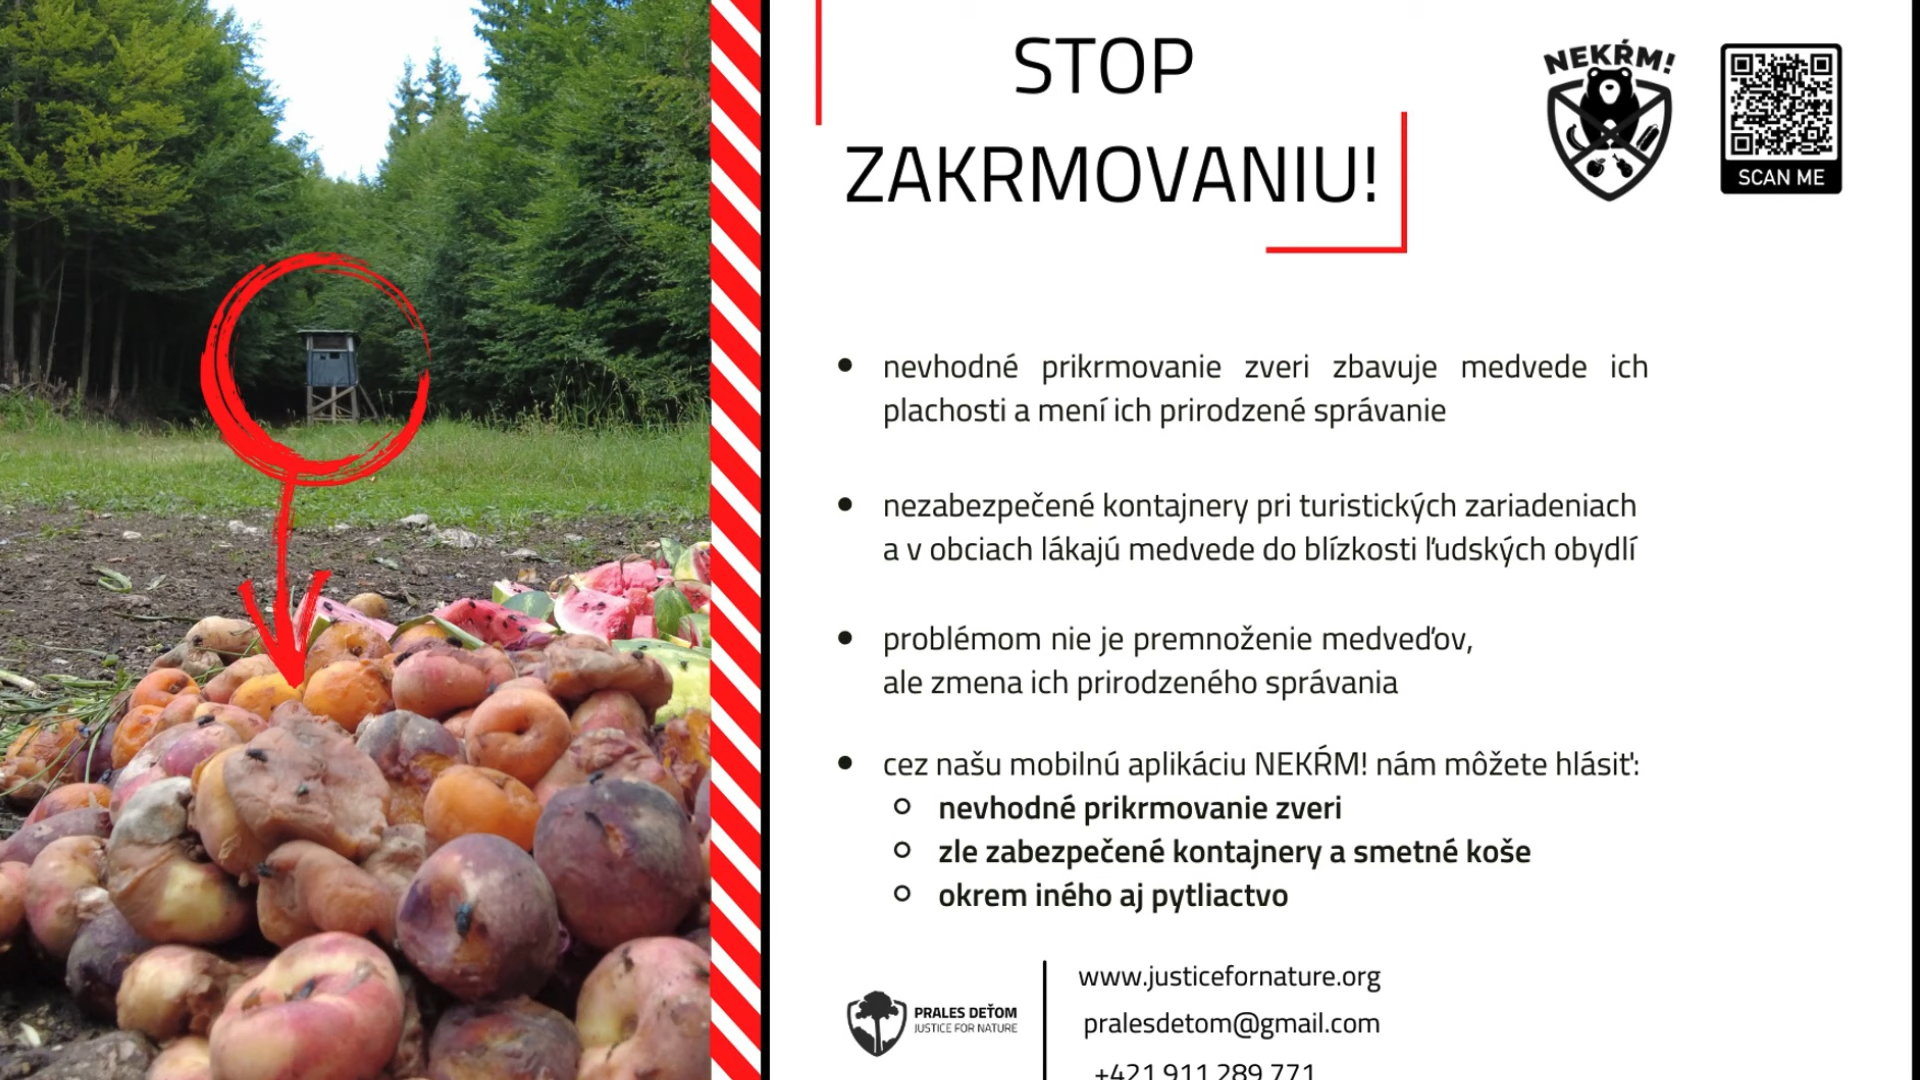 STOP
ZAKRMOVANIU!
NEKŔM!
SCAN ME
• nevhodné prikrmovanie zveri zbavuje medvede ich
plachosti a mení ich prirodzené správanie
• nezabezpečené kontajnery pri turistických zariadeniach
a v obciach lákajú medvede do blízkosti ľudských obydlí
• problémom nie je premnoženie medveďov,
ale zmena ich prirodzeného správania
• cez našu mobilnú aplikáciu NEKŔM! nám môžete hlásiť:
○ nevhodné prikrmovanie zveri
○ zle zabezpečené kontajnery a smetné koše
○ okrem iného aj pytliactvo
PRALES DEŤOM
JUSTICE FOR NATURE
www.justicefornature.org
pralesdetom@gmail.com
+421 911 289 771